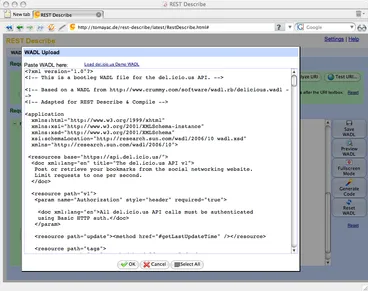 REST Describe
New tab
REST Describe
http://tomayac.de/rest-describe/latest/RestDescribe.html#
Google
REST Describe
Settings | Help
WADL Upload
Paste WADL here: Load del.icio.us Demo WADL
<?xml version="1.0"?>
<!-- This is a bootleg WADL file for the del.icio.us API. -->
<!-- Based on a WADL from http://www.crummy.com/software/wadl.rb/delicious.wadl -
->
<!-- Adapted for REST Describe & Compile -->
<application
xmlns:html="http://www.w3.org/1999/xhtml"
xmlns:xsi="http://www.w3.org/2001/XMLSchema-instance"
xmlns:xsd="http://www.w3.org/2001/XMLSchema"
xsi:schemaLocation="http://research.sun.com/wadl/2006/10 wadl.xsd"
xmlns="http://research.sun.com/wadl/2006/10">
<resources base="https://api.del.icio.us/">
<doc xml:lang="en" title="The del.icio.us API v1">
Post or retrieve your bookmarks from the social networking website.
Limit requests to one per second.
</doc>
<resource path="v1">
<param name="Authorization" style="header" required="true">
<doc xml:lang="en">All del.icio.us API calls must be authenticated
using Basic HTTP auth.</doc>
</param>
<resource path="update"><method href="#getLastUpdateTime" /></resource>
<resource path="tags">
OK
Cancel
Select All
Test URI...
Reset
Save
WADL
Preview
WADL
Fullscreen
Mode
Generate
Code
Reset
WADL
Reset